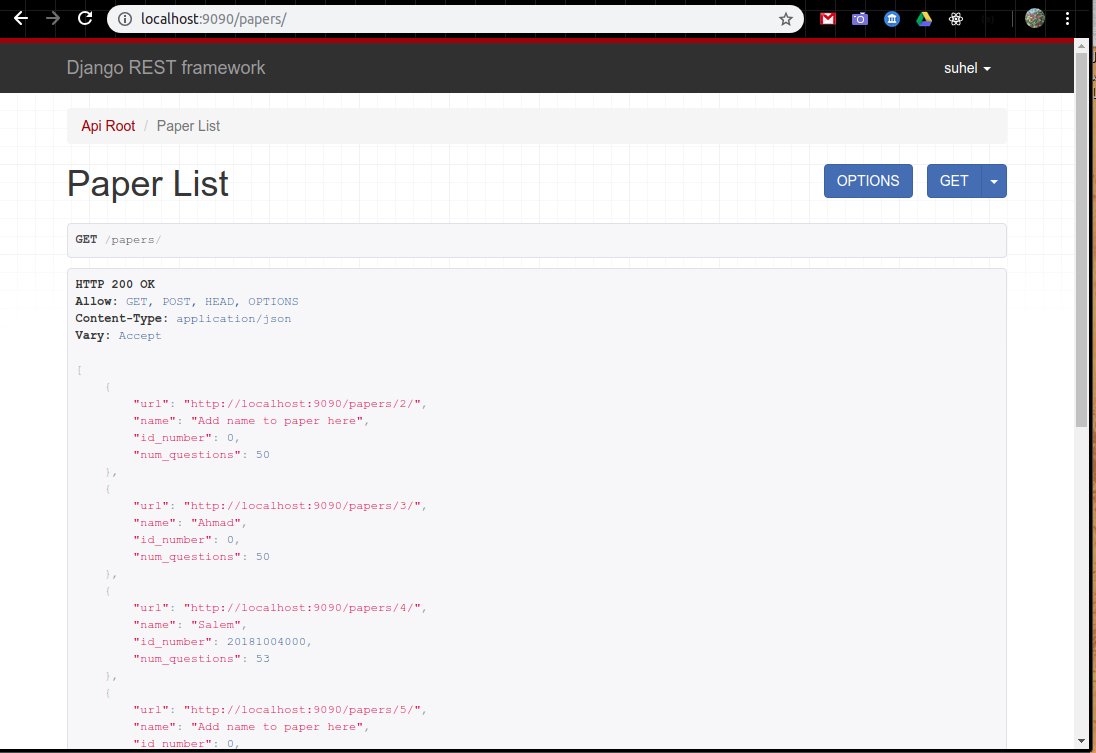 localhost:9090/papers/
Django REST framework
suhel
Api Root / Paper List
Paper List
OPTIONS
GET
GET /papers/
HTTP 200 OK
Allow: GET, POST, HEAD, OPTIONS
Content-Type: application/json
Vary: Accept
[
{
"url": "http://localhost:9090/papers/2/",
"name": "Add name to paper here",
"id_number": 0,
"num_questions": 50
},
{
"url": "http://localhost:9090/papers/3/",
"name": "Ahmad",
"id_number": 0,
"num_questions": 50
},
{
"url": "http://localhost:9090/papers/4/",
"name": "Salem",
"id_number": 20181004000,
"num_questions": 53
},
{
"url": "http://localhost:9090/papers/5/",
"name": "Add name to paper here",
"id_number": 0,